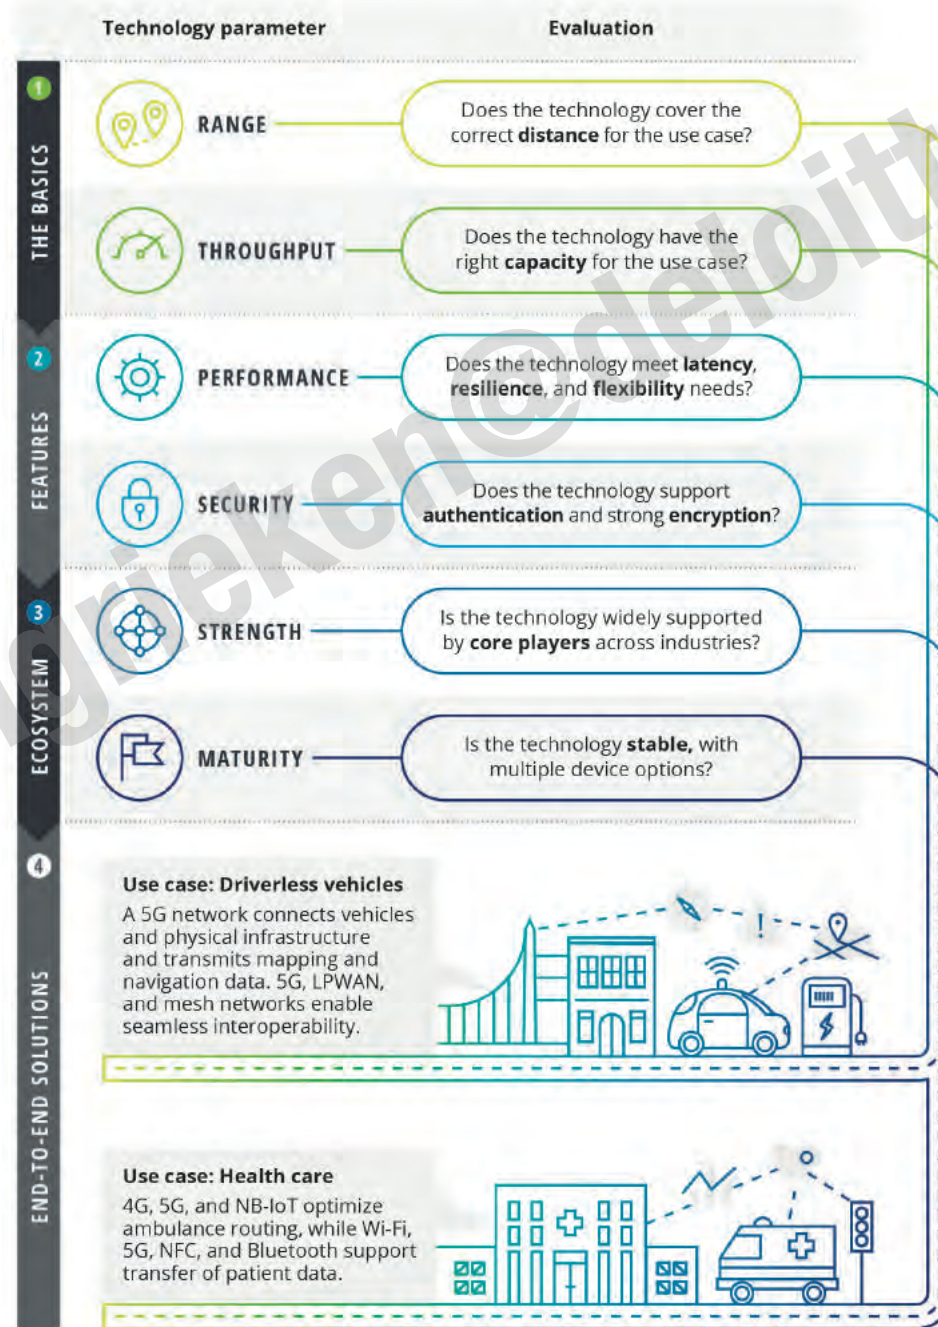 Technology parameter
Evaluation
1
THE BASICS
RANGE
Does the technology cover the
correct distance for the use case?
THROUGHPUT
Does the technology have the
right capacity for the use case?
2
FEATURES
PERFORMANCE
Does the technology meet latency,
resilience, and flexibility needs?
SECURITY
Does the technology support
authentication and strong encryption?
3
ECOSYSTEM
STRENGTH
Is the technology widely supported
by core players across industries?
MATURITY
Is the technology stable, with
multiple device options?
4
END-TO-END SOLUTIONS
Use case: Driverless vehicles
A 5G network connects vehicles
and physical infrastructure
and transmits mapping and
navigation data. 5G, LPWAN,
and mesh networks enable
seamless interoperability.
!
Use case: Health care
4G, 5G, and NB-IoT optimize
ambulance routing, while Wi-Fi,
5G, NFC, and Bluetooth support
transfer of patient data.